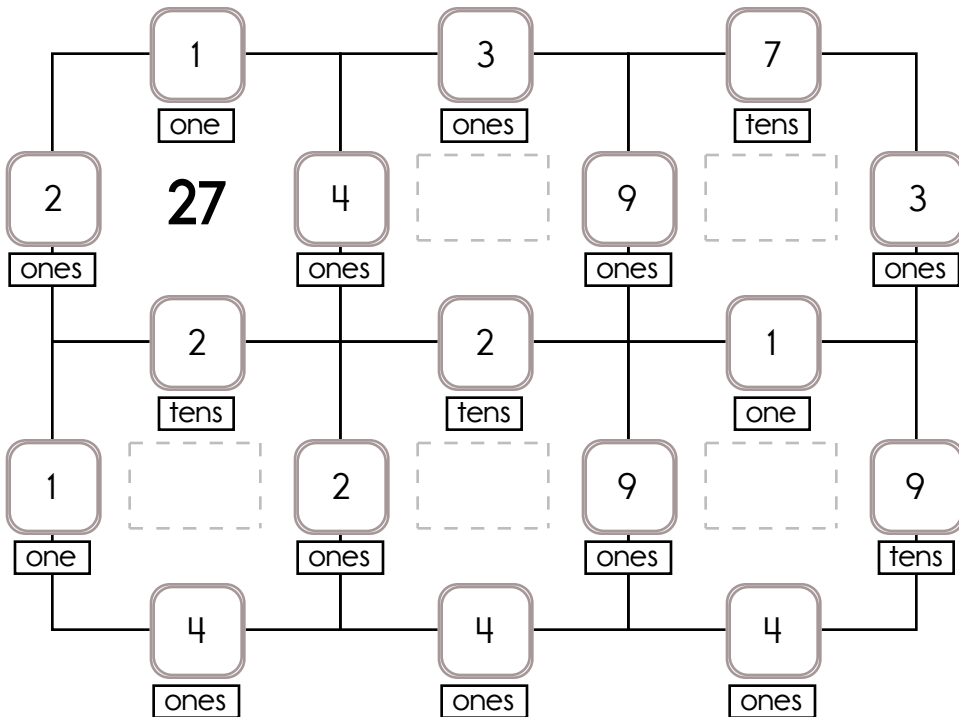 1 3 7
one ones tens
2 27 4 9 3
ones ones ones ones
2 2 1
tens tens one
1 2 9 9
one ones ones tens
4 4 4
ones ones ones